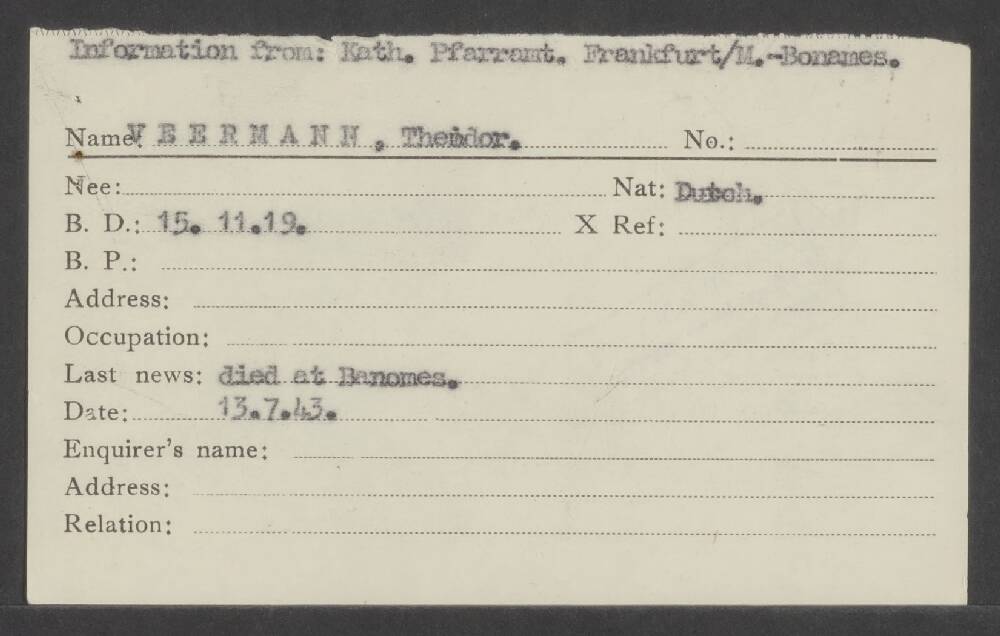 Information from: Kath. Pfarramt. Frankfurt/M.-Bonames.
Name: VEERMANN, Theodor. No.:
Nee: Nat: Dutch.
B. D.: 15. 11.19. X Ref:
B. P.:
Address:
Occupation:
Last news: died at Banomes.
Date: 13.7.43.
Enquirer's name:
Address:
Relation: